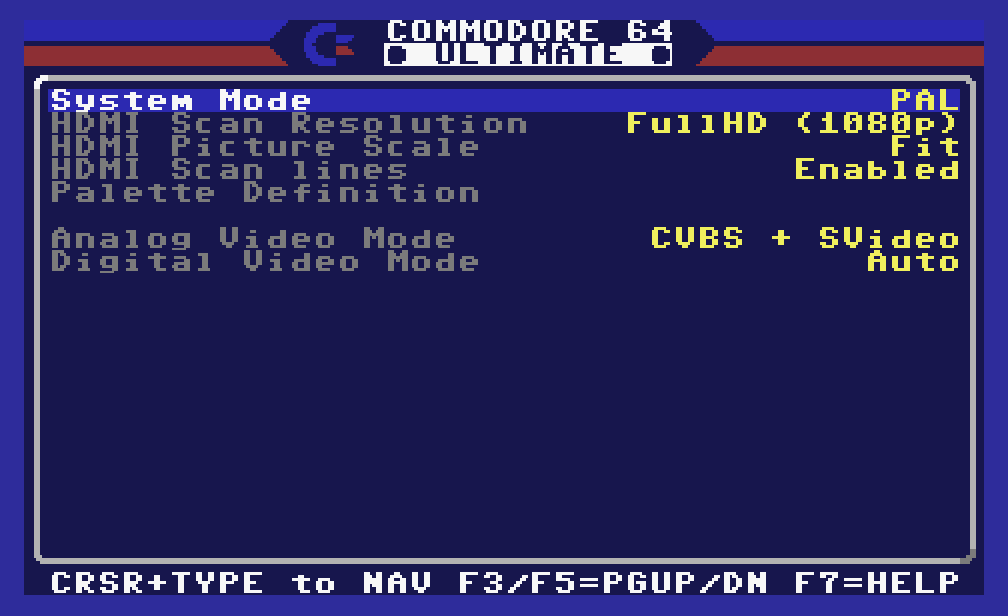 COMMODORE 64
ULTIMATE
System Mode PAL
HDMI Scan Resolution FullHD (1080p)
HDMI Picture Scale Fit
HDMI Scan lines Enabled
Palette Definition
Analog Video Mode CVBS + SVideo
Digital Video Mode Auto
CRSR+TYPE to NAV F3/F5=PGUP/DN F7=HELP